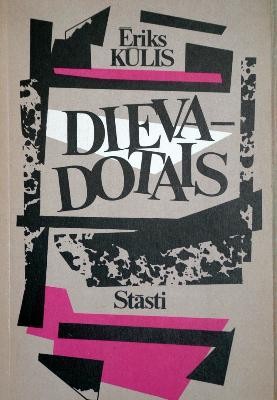 Ēriks
KŪLIS
DIEVA-
DOTAIS
Stāsti